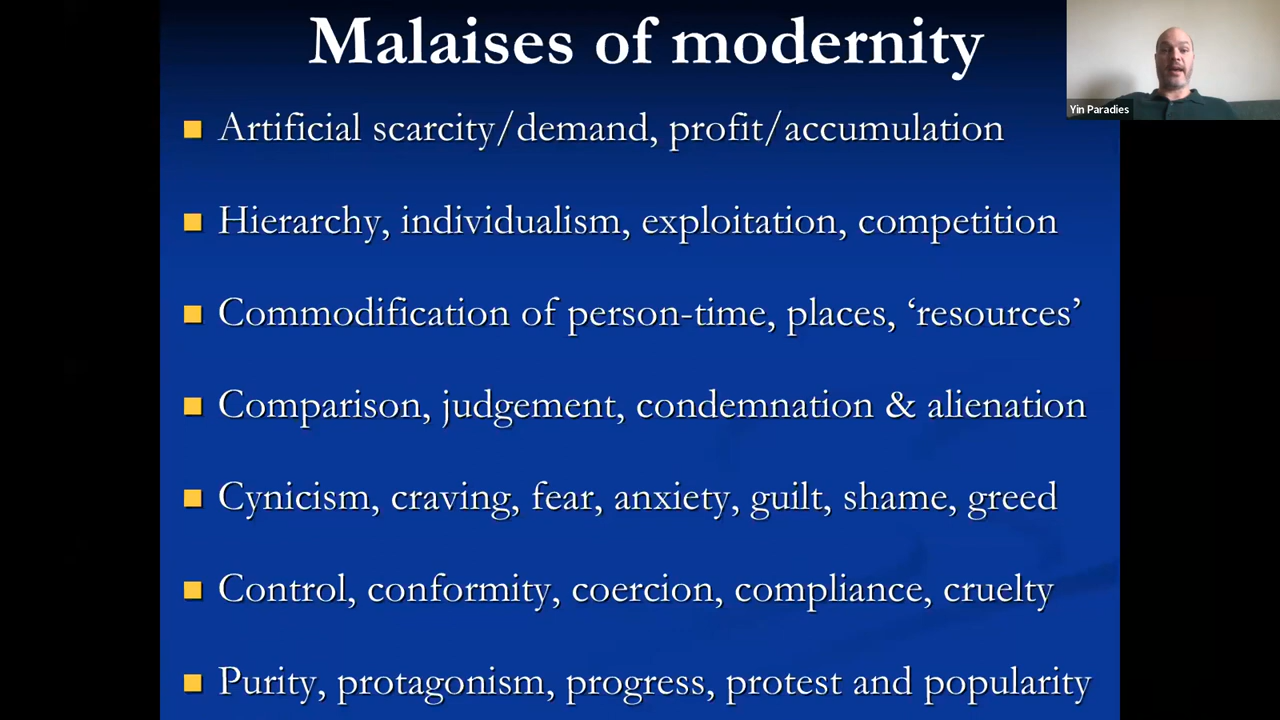 Malaises of modernity
Yin Paradies
Artificial scarcity/demand, profit/accumulation
Hierarchy, individualism, exploitation, competition
Commodification of person-time, places, ‘resources’
Comparison, judgement, condemnation & alienation
Cynicism, craving, fear, anxiety, guilt, shame, greed
Control, conformity, coercion, compliance, cruelty
Purity, protagonism, progress, protest and popularity